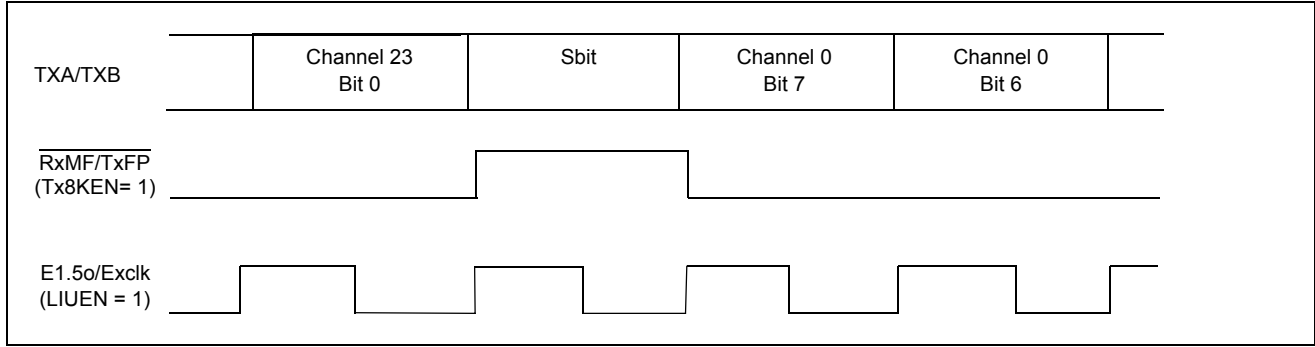 TXA/TXB
Channel 23
Bit 0
Sbit
Channel 0
Bit 7
Channel 0
Bit 6
RxMF/TxFP
(Tx8KEN= 1)
E1.5o/Exclk
(LIUEN = 1)